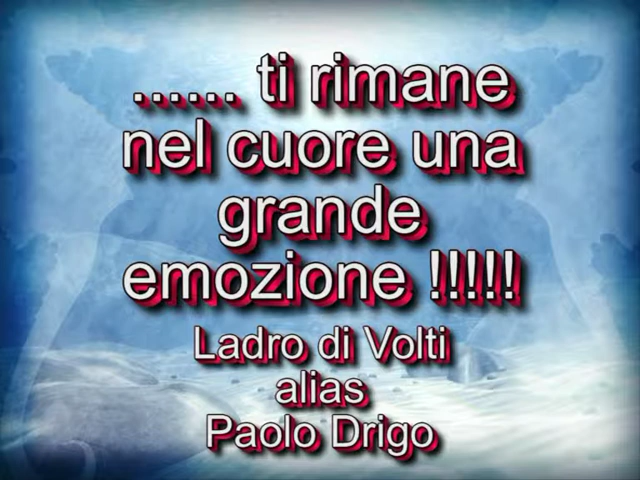 ...... ti rimane
nel cuore una
grande
emozione !!!!!
Ladro di Volti
alias
Paolo Drigo